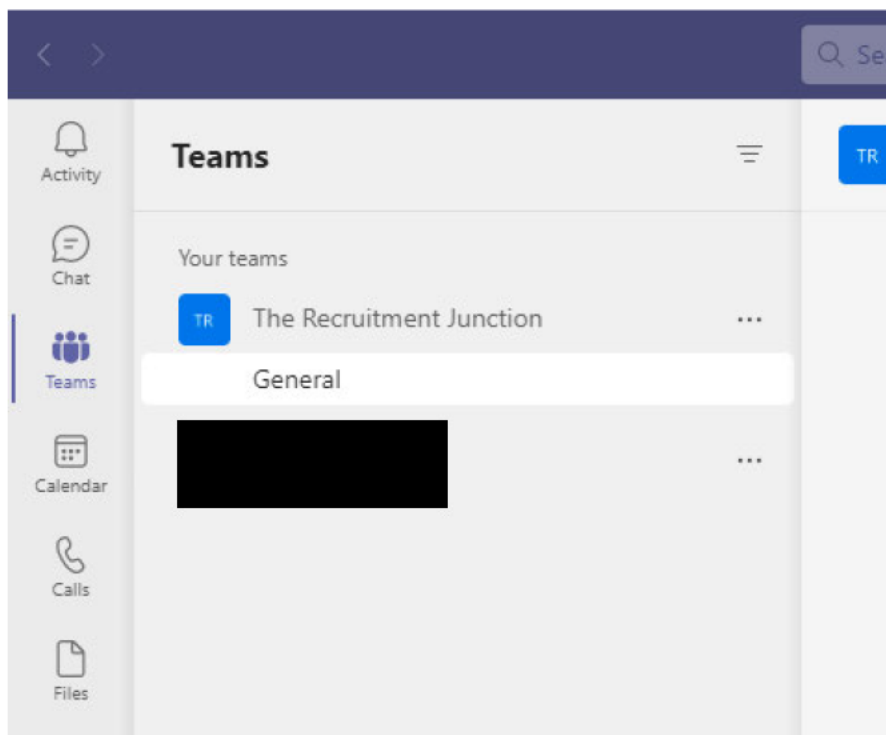 Se
Activity
Teams
TR
Chat
Your teams
TR The Recruitment Junction
Teams
General
Calendar
Calls
Files